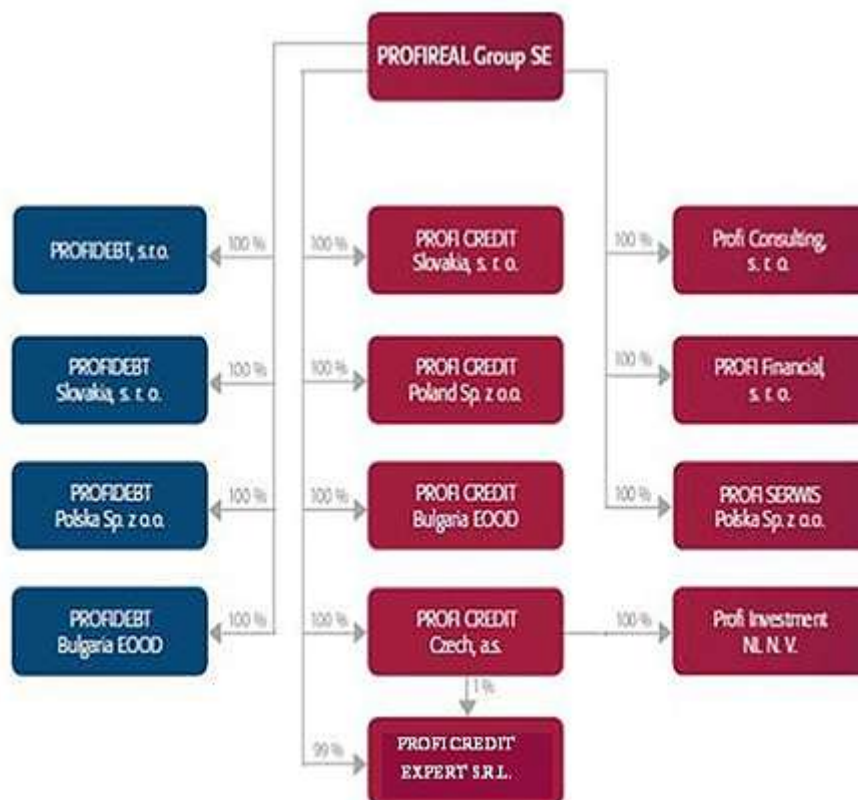 PROFIREAL Group SE
PROFIDEBT, s.r.o.
100 %
100 %
PROFI CREDIT
Slovakia, s. r. o.
100 %
Profi Consulting,
s. r. o.
PROFIDEBT
Slovakia, s. r. o.
100 %
100 %
PROFI CREDIT
Poland Sp. z o.o.
100 %
PROFI Financial,
s. r. o.
PROFIDEBT
Polska Sp. z o.o.
100 %
100 %
PROFI CREDIT
Bulgaria EOOD
100 %
PROFI SERWIS
Polska Sp. z o.o.
PROFIDEBT
Bulgaria EOOD
100 %
100 %
PROFI CREDIT
Czech, a.s.
100 %
Profi Investment
NL N. V.
1 %
99 %
PROFI CREDIT
EXPERT S.R.L.